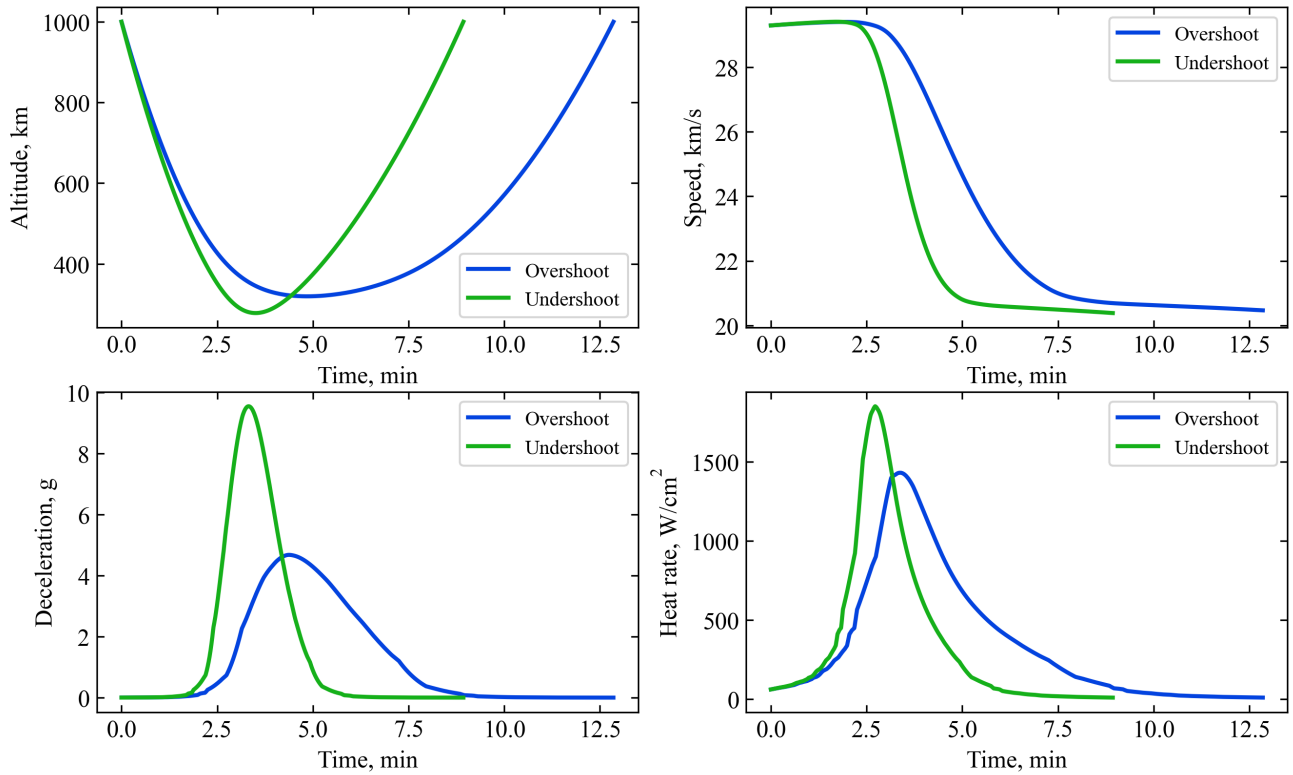 1000
800
600
400
Altitude, km
0.0 2.5 5.0 7.5 10.0 12.5
Time, min
Overshoot
Undershoot
28
26
24
22
20
Speed, km/s
0.0 2.5 5.0 7.5 10.0 12.5
Time, min
Overshoot
Undershoot
10
8
6
4
2
0
Deceleration, g
0.0 2.5 5.0 7.5 10.0 12.5
Time, min
Overshoot
Undershoot
1500
1000
500
0
Heat rate, W/cm²
0.0 2.5 5.0 7.5 10.0 12.5
Time, min
Overshoot
Undershoot